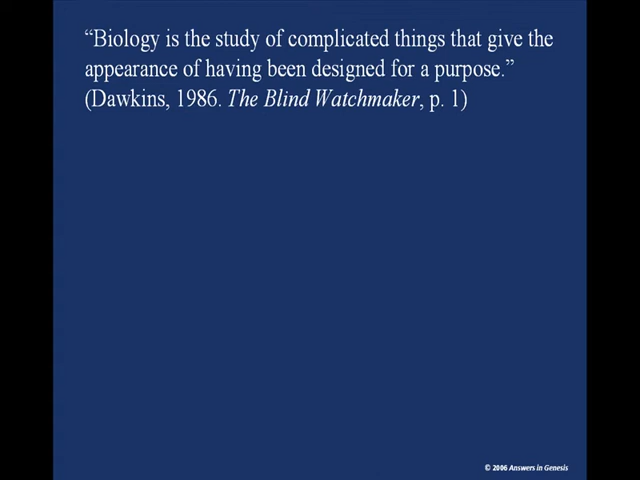 “Biology is the study of complicated things that give the
appearance of having been designed for a purpose.”
(Dawkins, 1986. The Blind Watchmaker, p. 1)
© 2006 Answers in Genesis